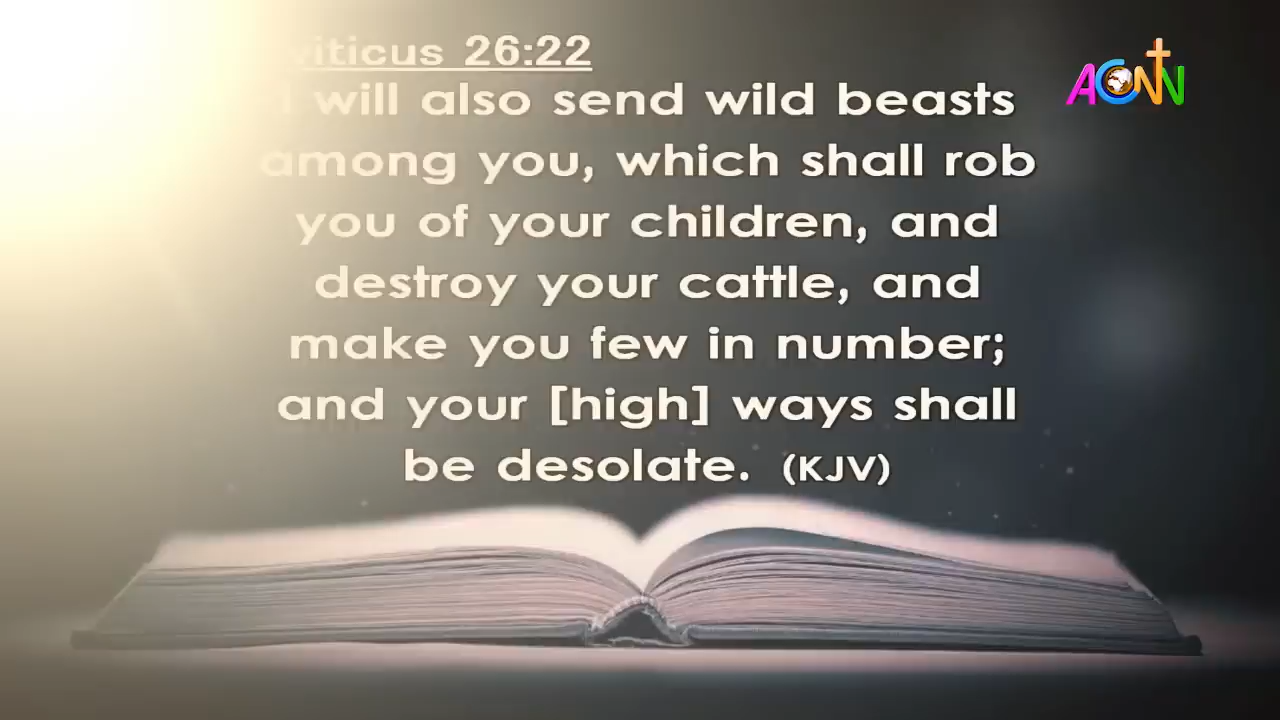 viticus 26:22
I will also send wild beasts
among you, which shall rob
you of your children, and
destroy your cattle, and
make you few in number;
and your [high] ways shall
be desolate. (KJV)
ACNN